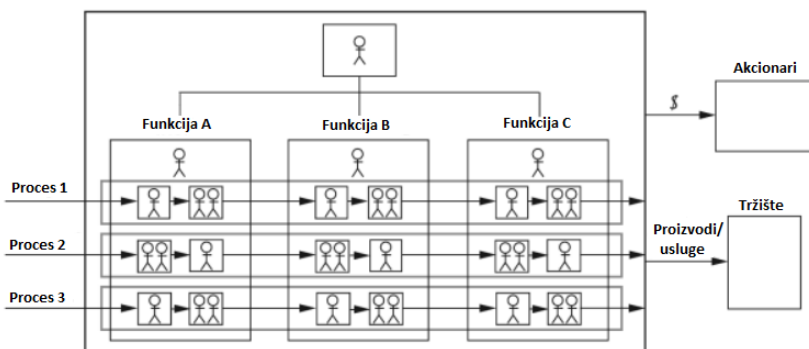 Akcionari
$
Funkcija A
Funkcija B
Funkcija C
Proces 1
Tržište
Proizvodi/
usluge
Proces 2
Proces 3